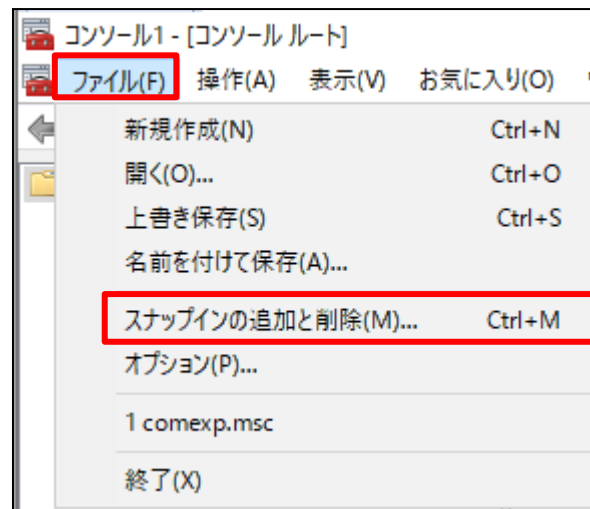 コンソール1 - [コンソール ルート]
ファイル(F) 操作(A) 表示(V) お気に入り(O)
新規作成(N) Ctrl+N
開く(O)... Ctrl+O
上書き保存(S) Ctrl+S
名前を付けて保存(A)...
スナップインの追加と削除(M)... Ctrl+M
オプション(P)...
1 comexp.msc
終了(X)